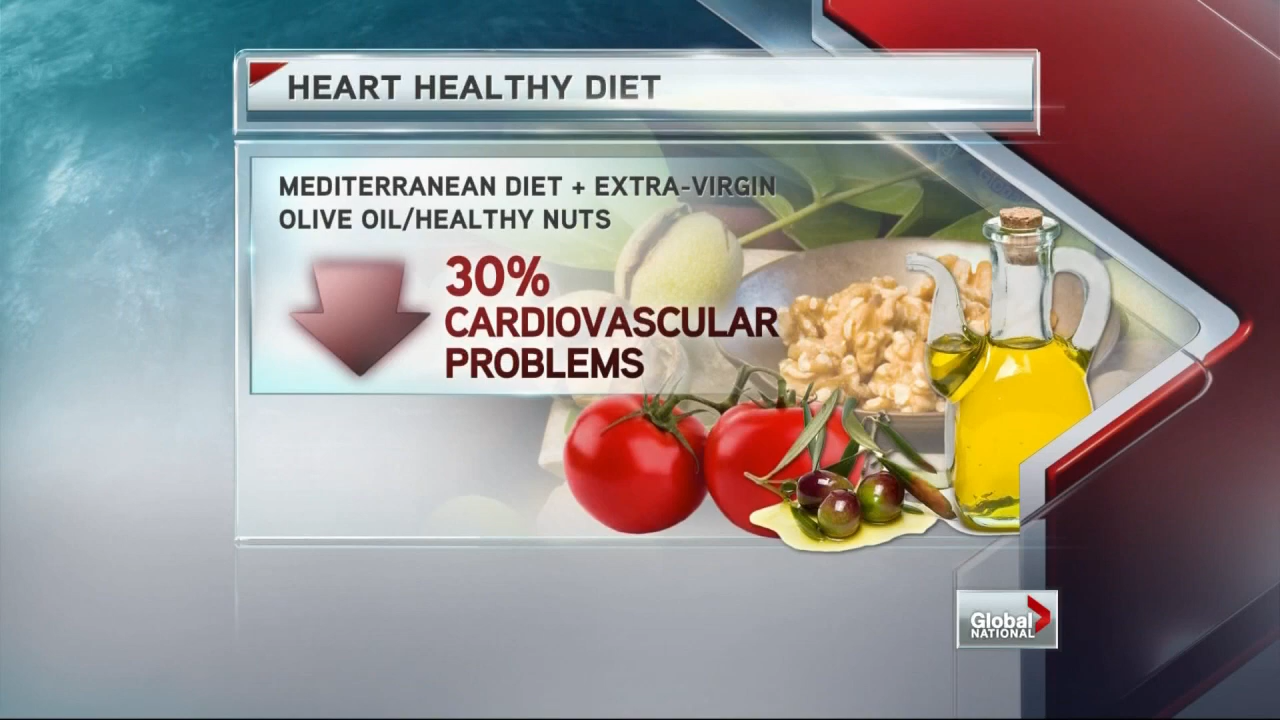 HEART HEALTHY DIET
MEDITERRANEAN DIET + EXTRA-VIRGIN
OLIVE OIL/HEALTHY NUTS
30%
CARDIOVASCULAR
PROBLEMS
Global
NATIONAL